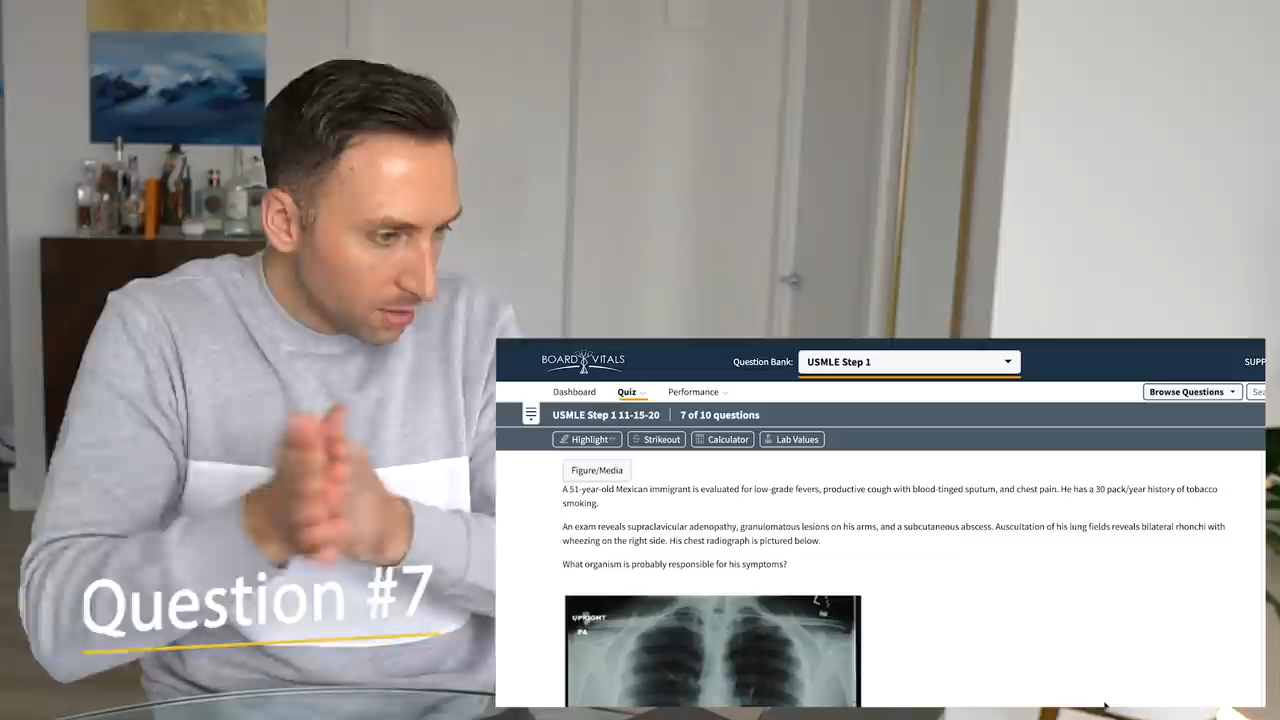 BOARD VITALS
Question Bank:
USMLE Step 1
SUPP
Dashboard
Quiz
Performance
Browse Questions
Sea
USMLE Step 1 11-15-20
7 of 10 questions
Highlight
Strikeout
Calculator
Lab Values
Figure/Media
A 51-year-old Mexican immigrant is evaluated for low-grade fevers, productive cough with blood-tinged sputum, and chest pain. He has a 30 pack/year history of tobacco
smoking.
An exam reveals supraclavicular adenopathy, granulomatous lesions on his arms, and a subcutaneous abscess. Auscultation of his lung fields reveals bilateral rhonchi with
wheezing on the right side. His chest radiograph is pictured below.
What organism is probably responsible for his symptoms?
UPRIGHT
PA
Question #7